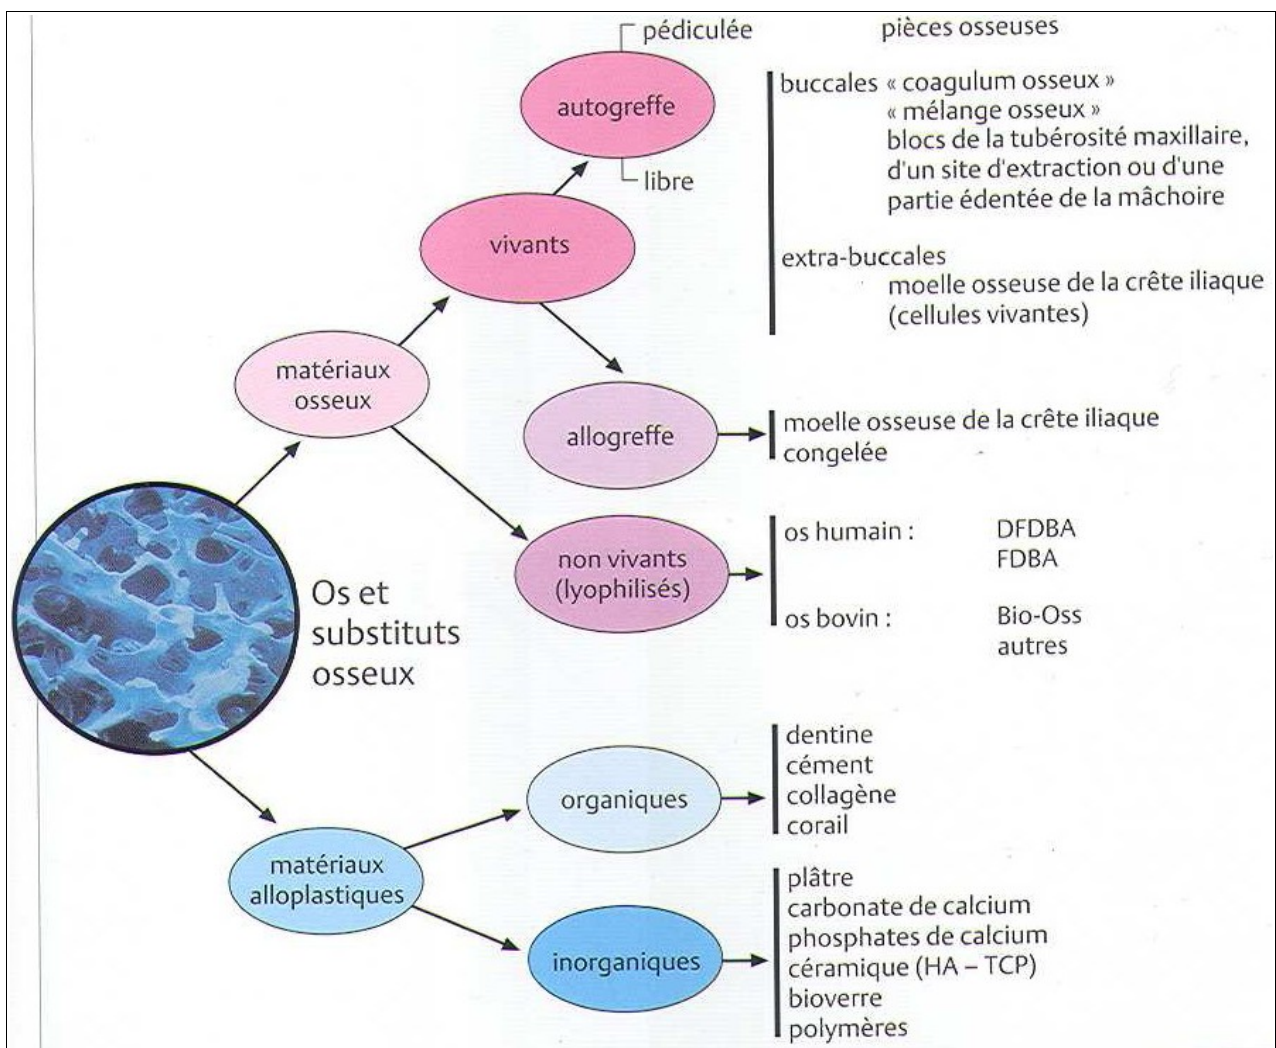 pédiculée
pièces osseuses
autogreffe
libre
buccales « coagulum osseux »
« mélange osseux »
blocs de la tubérosité maxillaire,
d'un site d'extraction ou d'une
partie édentée de la mâchoire
extra-buccales
moelle osseuse de la crête iliaque
(cellules vivantes)
vivants
matériaux
osseux
allogreffe
moelle osseuse de la crête iliaque
congelée
non vivants
(lyophilisés)
os humain : DFDBA
FDBA
os bovin : Bio-Oss
autres
Os et
substituts
osseux
organiques
dentine
cément
collagène
corail
matériaux
alloplastiques
inorganiques
plâtre
carbonate de calcium
phosphates de calcium
céramique (HA – TCP)
bioverre
polymères